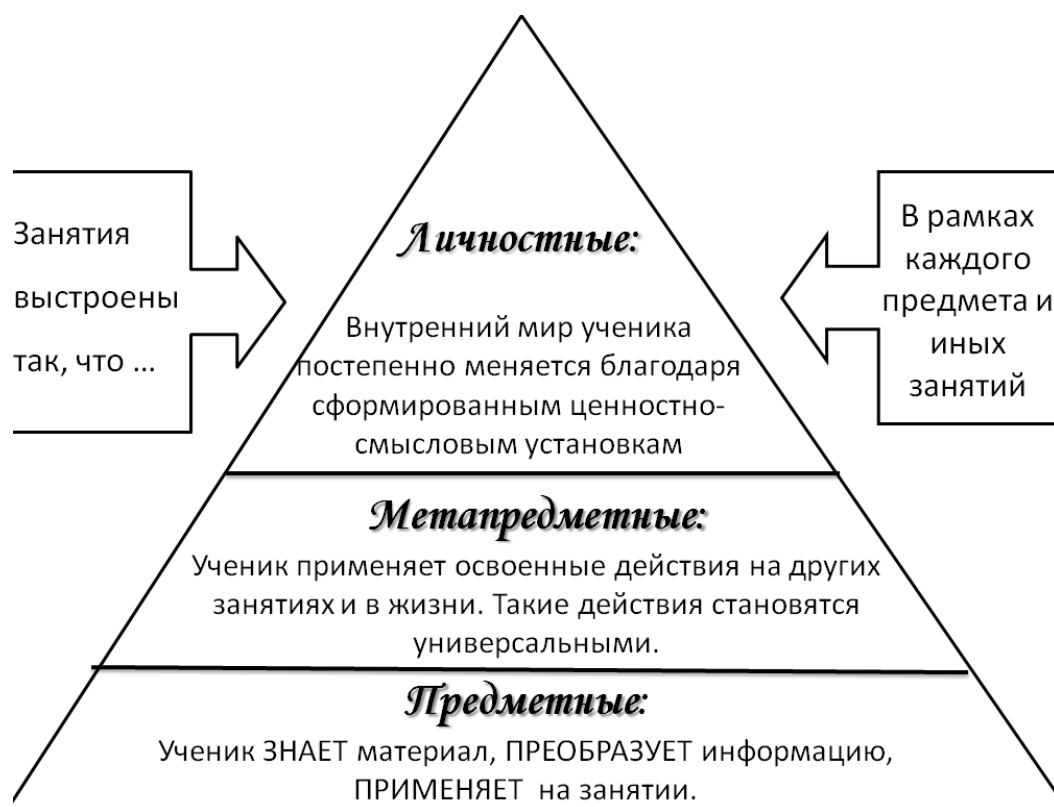 Занятия
выстроены
так, что ...
Личностные:
Внутренний мир ученика
постепенно меняется благодаря
сформированным ценностно-
смысловым установкам
В рамках
каждого
предмета и
иных
занятий
Метапредметные:
Ученик применяет освоенные действия на других
занятиях и в жизни. Такие действия становятся
универсальными.
Предметные:
Ученик ЗНАЕТ материал, ПРЕОБРАЗУЕТ информацию,
ПРИМЕНЯЕТ на занятии.